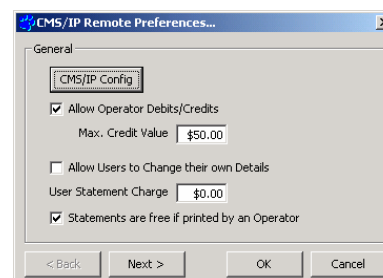 CMS/IP Remote Preferences...
General
CMS/IP Config
Allow Operator Debits/Credits
Max. Credit Value $50.00
Allow Users to Change their own Details
User Statement Charge $0.00
Statements are free if printed by an Operator
< Back Next > OK Cancel